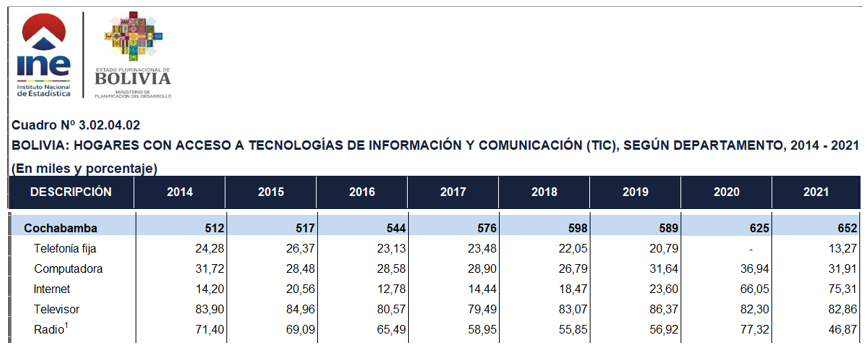 ine
Instituto Nacional
de Estadística
ESTADO PLURINACIONAL DE
BOLIVIA
MINISTERIO DE
PLANIFICACIÓN DEL DESARROLLO
Cuadro Nº 3.02.04.02
BOLIVIA: HOGARES CON ACCESO A TECNOLOGÍAS DE INFORMACIÓN Y COMUNICACIÓN (TIC), SEGÚN DEPARTAMENTO, 2014 - 2021
(En miles y porcentaje)
DESCRIPCIÓN 2014 2015 2016 2017 2018 2019 2020 2021
Cochabamba 512 517 544 576 598 589 625 652
Telefonía fija 24,28 26,37 23,13 23,48 22,05 20,79 - 13,27
Computadora 31,72 28,48 28,58 28,90 26,79 31,64 36,94 31,91
Internet 14,20 20,56 12,78 14,44 18,47 23,60 66,05 75,31
Televisor 83,90 84,96 80,57 79,49 83,07 86,37 82,30 82,86
Radio¹ 71,40 69,09 65,49 58,95 55,85 56,92 77,32 46,87